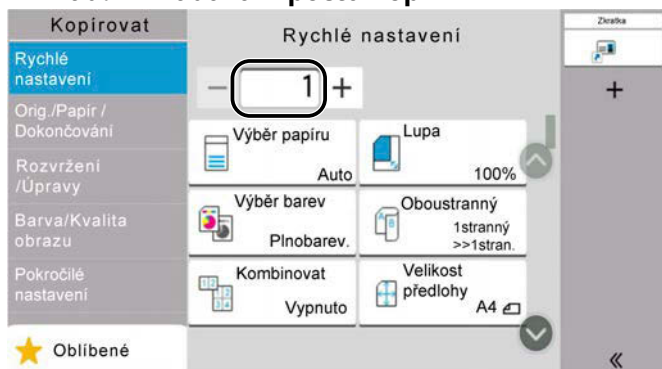 Kopírovat
Rychlé nastavení
Zkratka
Rychlé
nastavení
Orig./Papír /
Dokončování
Rozvržení
/Úpravy
Barva/Kvalita
obrazu
Pokročilé
nastavení
Oblíbené
− 1 +
Výběr papíru
Auto
Lupa
100%
Výběr barev
Plnobarev.
Oboustranný
1stranný
>>1stran.
Kombinovat
Vypnuto
Velikost
předlohy
A4
+
«